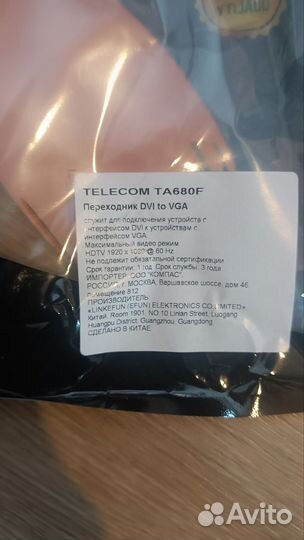 QUALITY
TELECOM TA680F
Переходник DVI to VGA
служит для подключения устройств с
интерфейсом DVI к устройствам с
интерфейсом VGA.
Максимальный видео режим
HDTV 1920 x 1080 @ 60 Hz
Не подлежит обязательной сертификации
Срок гарантии: 1 год. Срок службы: 3 года
ИМПОРТЕР: ООО "КОМПАС",
РОССИЯ, г. МОСКВА, Варшавское шоссе, дом 46,
помещение 812
ПРОИЗВОДИТЕЛЬ:
«LINKEFUN (EFUN) ELEKTRONICS CO.LIMITED»
Китай, Room 1901, NO 10 Linlan Street, Luogang
Huangpu District, Guangzhou, Guangdong.
СДЕЛАНО В КИТАЕ
Avito